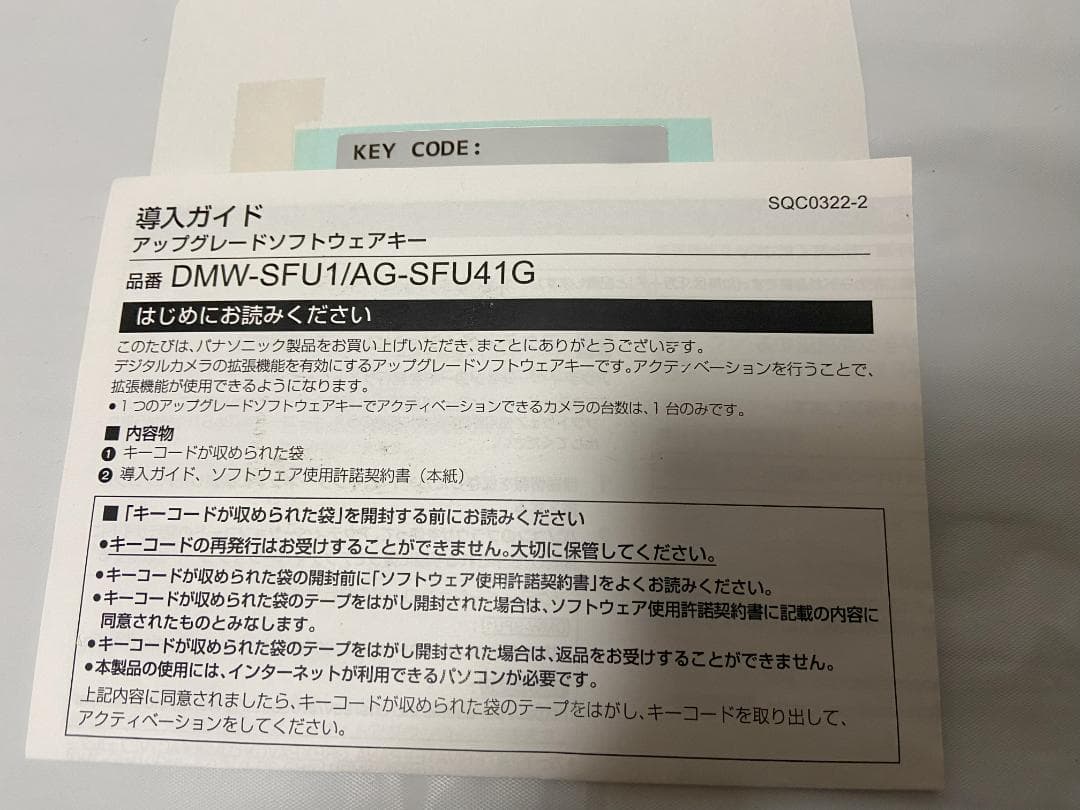 KEY CODE:
導入ガイド
SQC0322-2
アップグレードソフトウェアキー
品番 DMW-SFU1/AG-SFU41G
はじめにお読みください
このたびは、パナソニック製品をお買い上げいただき、まことにありがとうございます。
デジタルカメラの拡張機能を有効にするアップグレードソフトウェアキーです。アクティベーションを行うことで、
拡張機能が使用できるようになります。
●1つのアップグレードソフトウェアキーでアクティベーションできるカメラの台数は、1台のみです。
■ 内容物
❶ キーコードが収められた袋
❷ 導入ガイド、ソフトウェア使用許諾契約書（本紙）
■「キーコードが収められた袋」を開封する前にお読みください
●キーコードの再発行はお受けすることができません。大切に保管してください。
●キーコードが収められた袋の開封前に「ソフトウェア使用許諾契約書」をよくお読みください。
●キーコードが収められた袋のテープをはがし開封された場合は、ソフトウェア使用許諾契約書に記載の内容に
同意されたものとみなします。
●キーコードが収められた袋のテープをはがし開封された場合は、返品をお受けすることができません。
●本製品の使用には、インターネットが利用できるパソコンが必要です。
上記内容に同意されましたら、キーコードが収められた袋のテープをはがし、キーコードを取り出して、
アクティベーションをしてください。